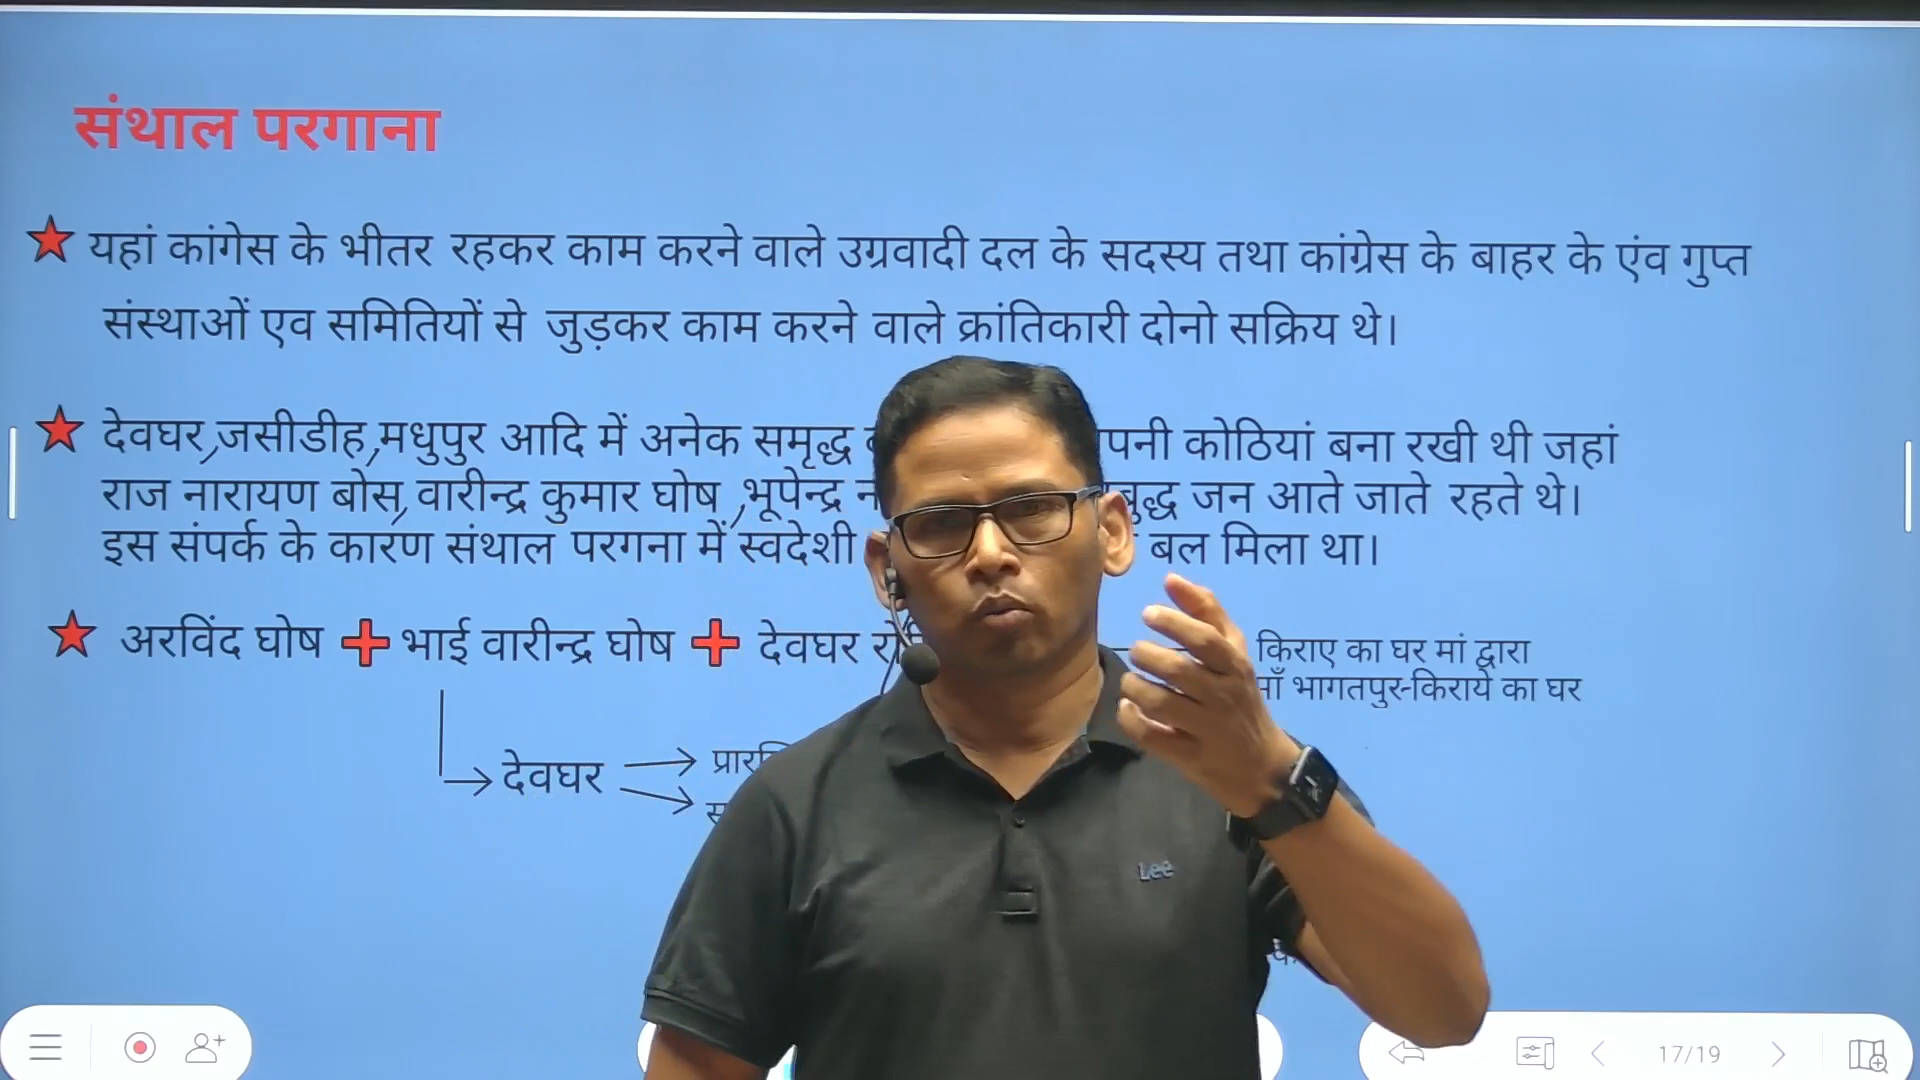 संथाल परगाना
यहां कांगेस के भीतर रहकर काम करने वाले उग्रवादी दल के सदस्य तथा कांग्रेस के बाहर के एंव गुप्त
संस्थाओं एव समितियों से जुड़कर काम करने वाले क्रांतिकारी दोनो सक्रिय थे।
देवघर,जसीडीह,मधुपुर आदि में अनेक समृद्ध कोठियां बना रखी थी जहां
राज नारायण बोस,वारीन्द्र कुमार घोष ,भूपेन्द्र जन आते जाते रहते थे।
इस संपर्क के कारण संथाल परगना में स्वदेशी बल मिला था।
अरविंद घोष + भाई वारीन्द्र घोष + देवघर
किराए का घर मां द्वारा
भागतपुर-किराये का घर
देवघर
Lee
17/19